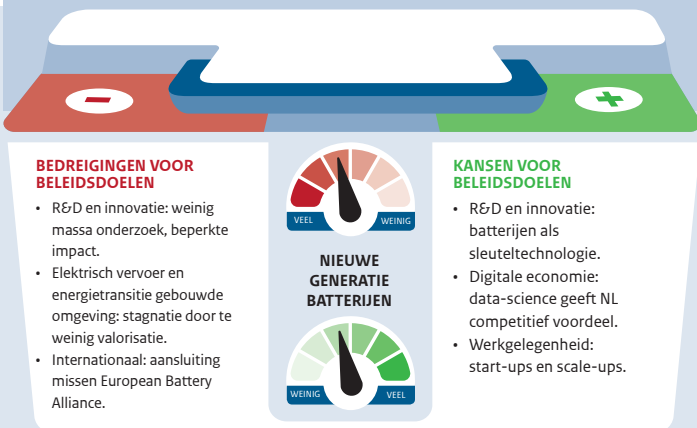 BEDREIGINGEN VOOR
BELEIDSDOELEN
• R&D en innovatie: weinig
massa onderzoek, beperkte
impact.
• Elektrisch vervoer en
energietransitie gebouwde
omgeving: stagnatie door te
weinig valorisatie.
• Internationaal: aansluiting
missen European Battery
Alliance.
VEEL WEINIG
NIEUWE
GENERATIE
BATTERIJEN
WEINIG VEEL
KANSEN VOOR
BELEIDSDOELEN
• R&D en innovatie:
batterijen als
sleuteltechnologie.
• Digitale economie:
data-science geeft NL
competitief voordeel.
• Werkgelegenheid:
start-ups en scale-ups.